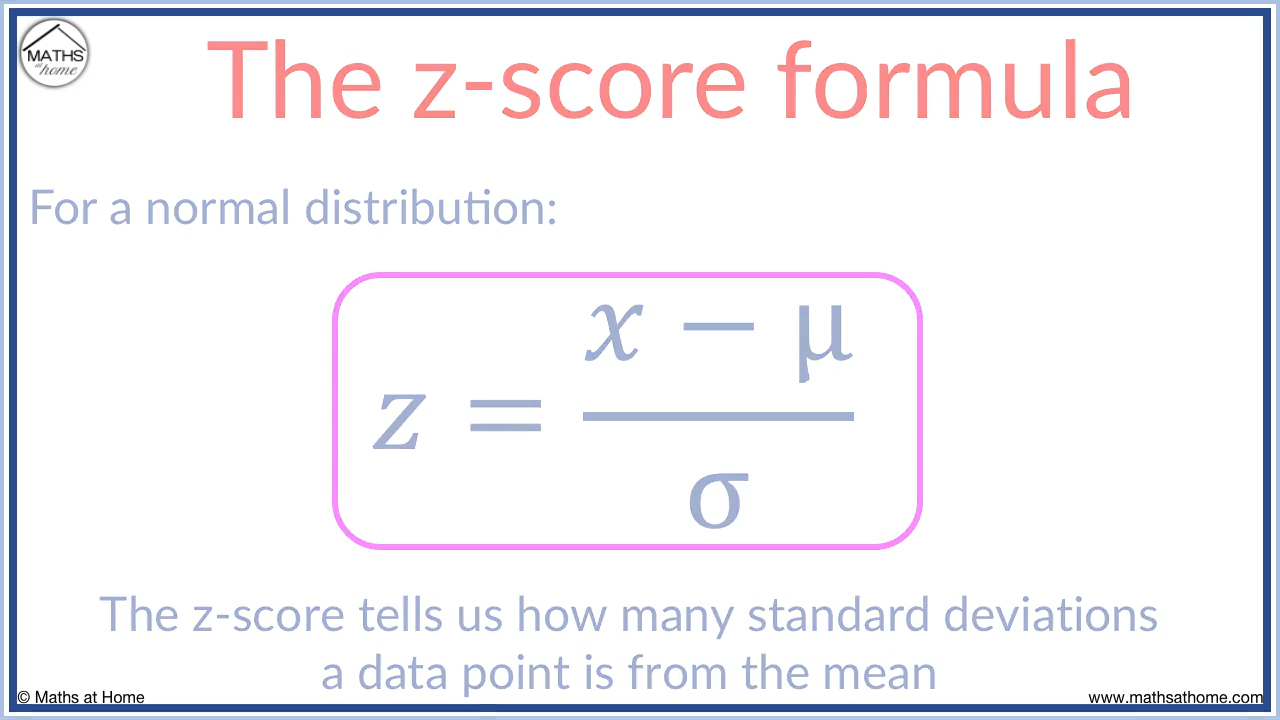 MATHS
at home
The z-score formula
For a normal distribution:
z = x − μ
σ
The z-score tells us how many standard deviations
a data point is from the mean
© Maths at Home
www.mathsathome.com